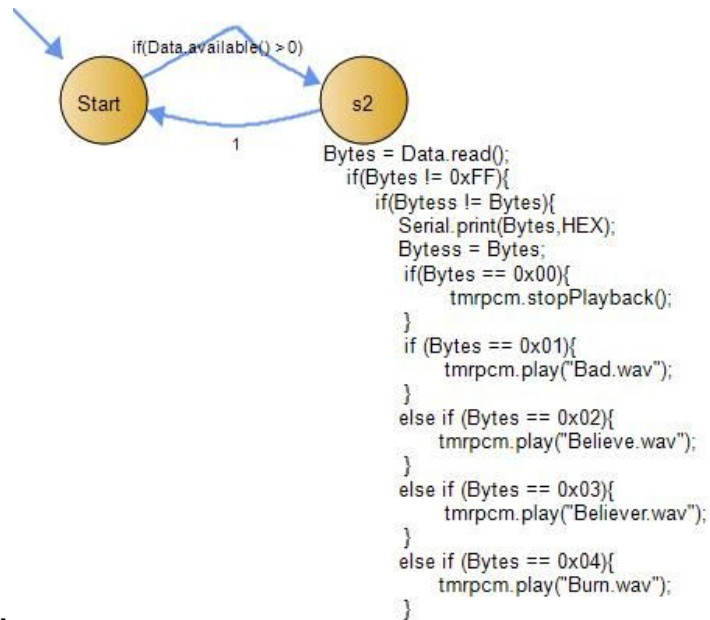 if(Data.available() > 0)
Start
s2
1
Bytes = Data.read();
if(Bytes != 0xFF){
if(Bytess != Bytes){
Serial.print(Bytes,HEX);
Bytess = Bytes;
if(Bytes == 0x00){
tmrpcm.stopPlayback();
}
if (Bytes == 0x01){
tmrpcm.play("Bad.wav");
}
else if (Bytes == 0x02){
tmrpcm.play("Believe.wav");
}
else if (Bytes == 0x03){
tmrpcm.play("Believer.wav");
}
else if (Bytes == 0x04){
tmrpcm.play("Burn.wav");
}